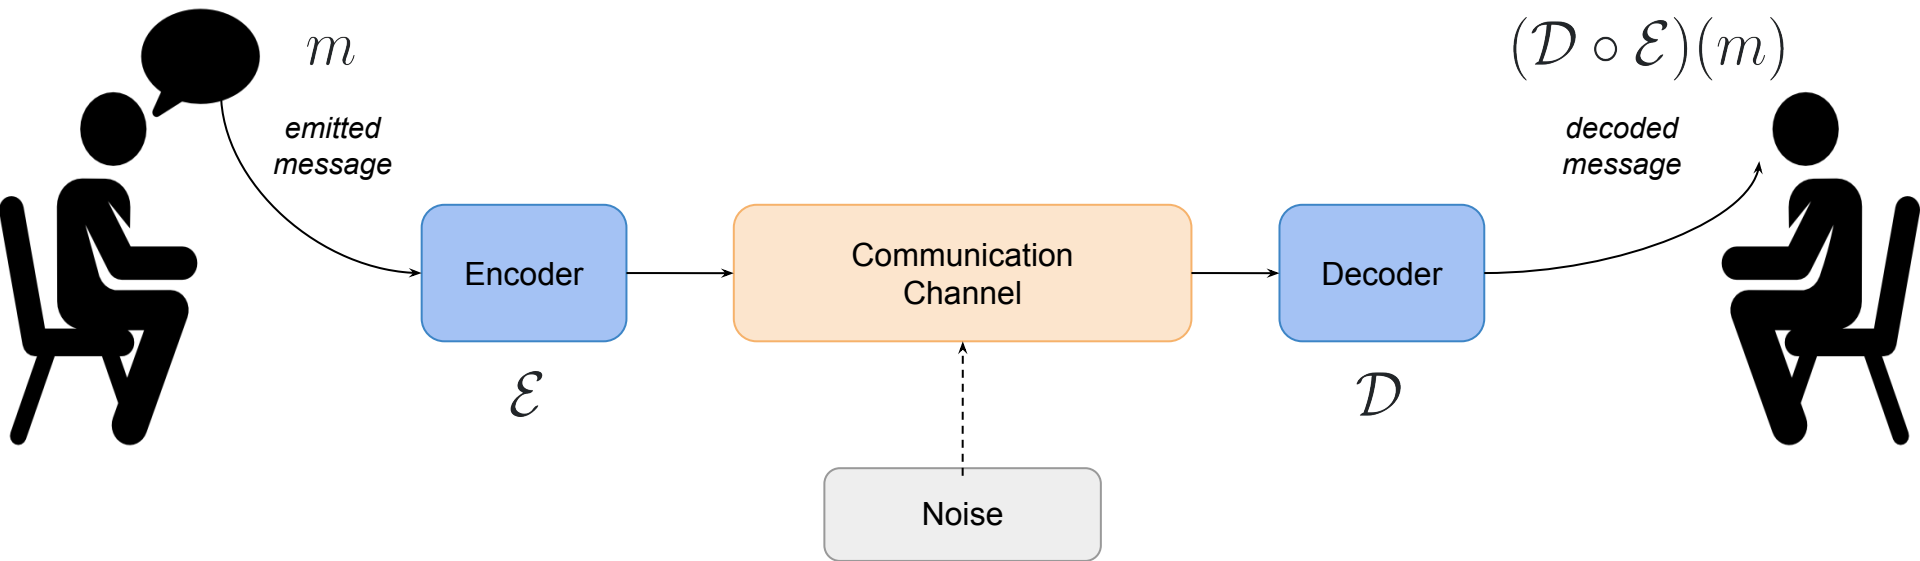 m
(𝒟 ∘ ℰ)(m)
emitted
message
decoded
message
Encoder
Communication
Channel
Decoder
ℰ
𝒟
Noise